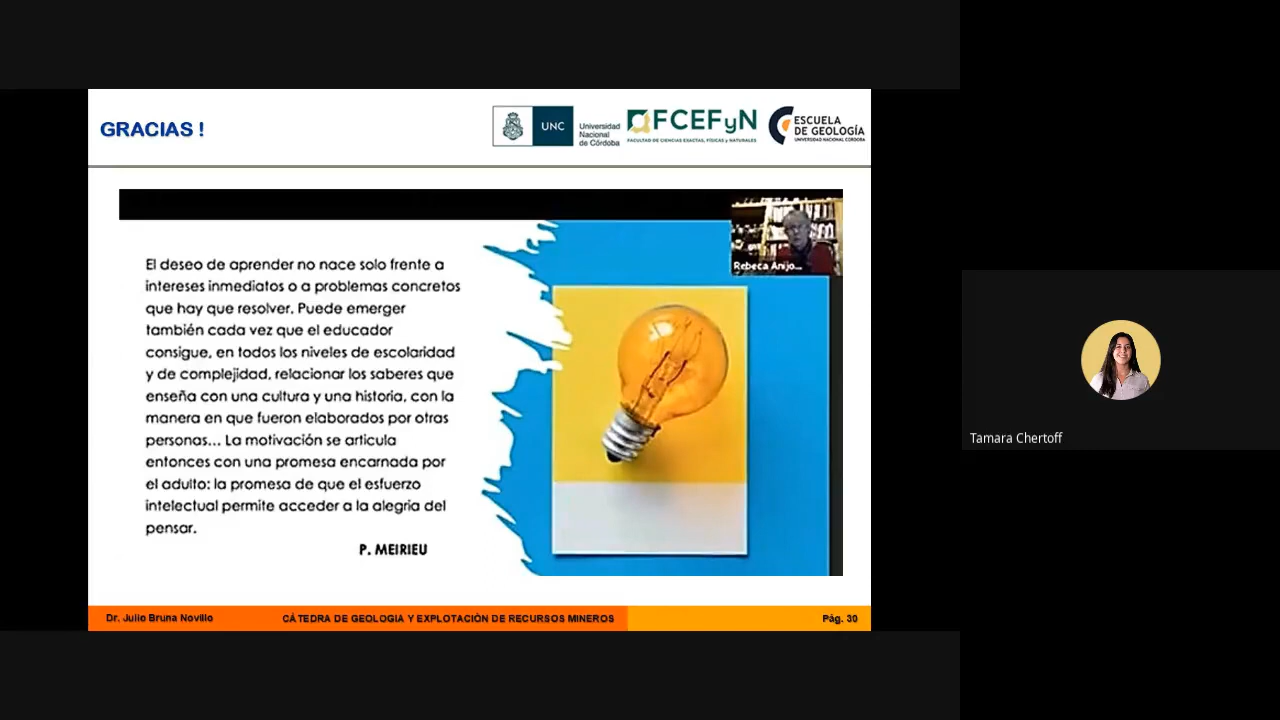 GRACIAS !
UNC
Universidad
Nacional
de Córdoba
FCEFyN
FACULTAD DE CIENCIAS EXACTAS, FÍSICAS y NATURALES
ESCUELA
DE GEOLOGÍA
UNIVERSIDAD NACIONAL CÓRDOBA
Rebeca Anijo...
El deseo de aprender no nace solo frente a
intereses inmediatos o a problemas concretos
que hay que resolver. Puede emerger
también cada vez que el educador
consigue, en todos los niveles de escolaridad
y de complejidad, relacionar los saberes que
enseña con una cultura y una historia, con la
manera en que fueron elaborados por otras
personas... La motivación se articula
entonces con una promesa encarnada por
el adulto: la promesa de que el esfuerzo
intelectual permite acceder a la alegría del
pensar.
P. MEIRIEU
Tamara Chertoff
Dr. Julio Bruna Novillo
CÁTEDRA DE GEOLOGIA Y EXPLOTACIÒN DE RECURSOS MINEROS
Pág. 30